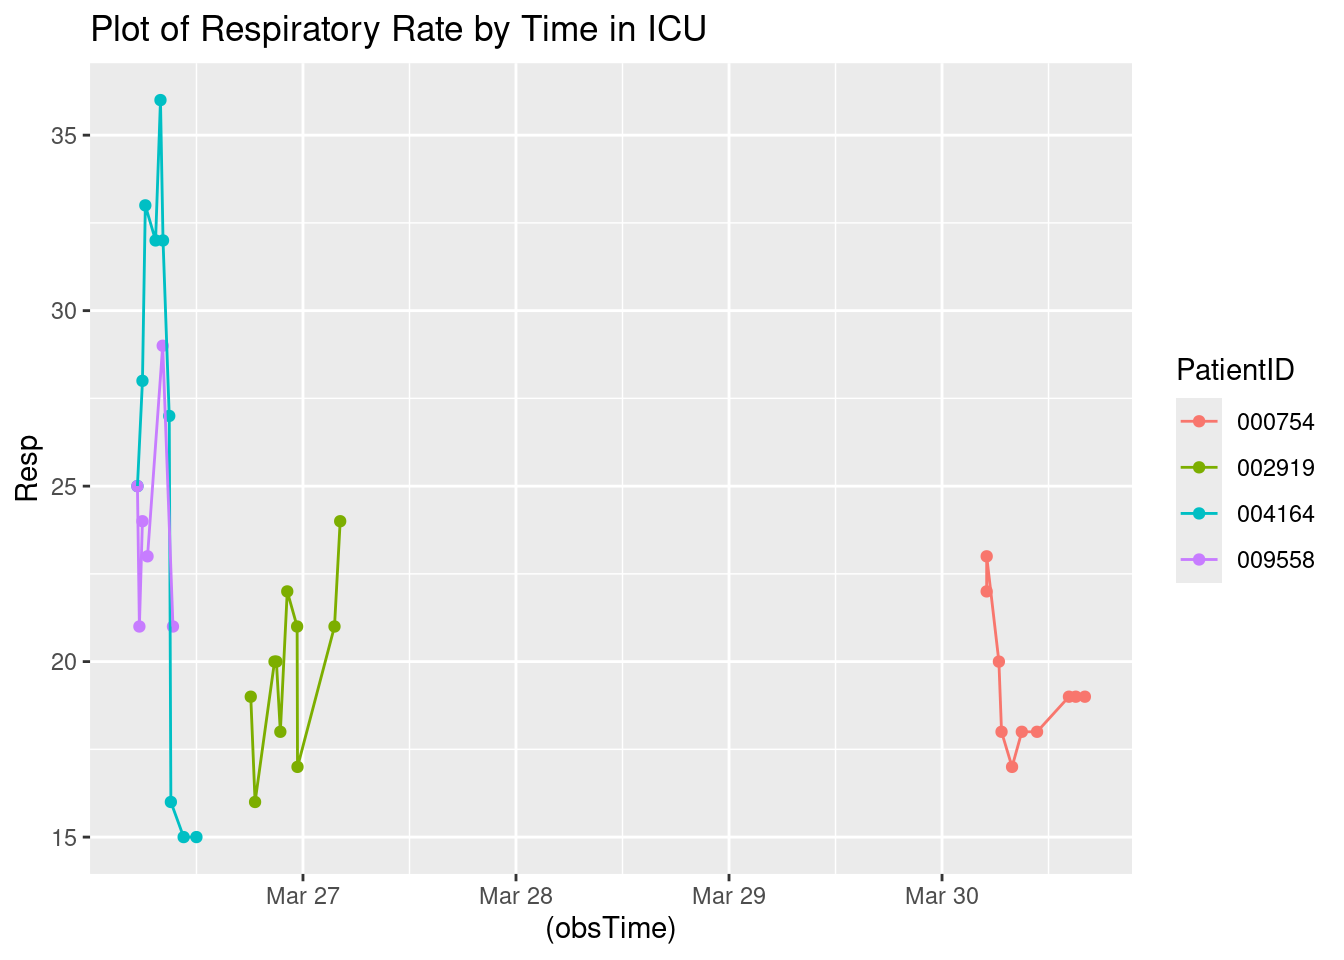 Plot of Respiratory Rate by Time in ICU
35
30
25
20
15
Resp
Mar 27
Mar 28
Mar 29
Mar 30
(obsTime)
PatientID
000754
002919
004164
009558